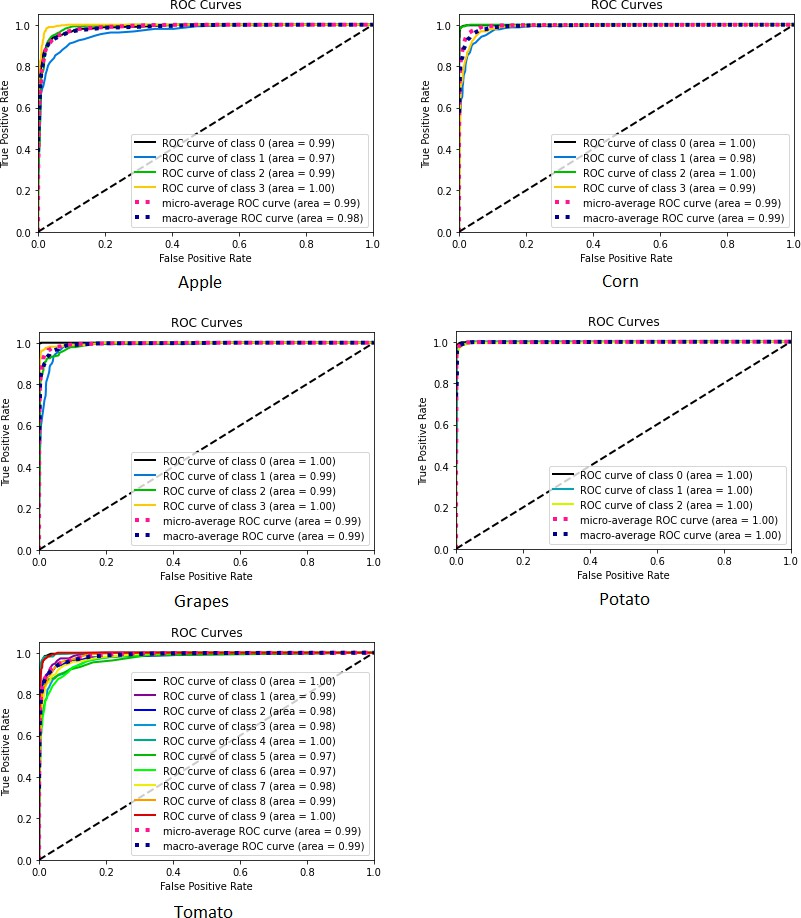 ROC Curves
True Positive Rate
1.0
0.8
0.6
0.4
0.2
0.0
ROC curve of class 0 (area = 0.99)
ROC curve of class 1 (area = 0.97)
ROC curve of class 2 (area = 0.99)
ROC curve of class 3 (area = 1.00)
micro-average ROC curve (area = 0.99)
macro-average ROC curve (area = 0.98)
0.0 0.2 0.4 0.6 0.8 1.0
False Positive Rate
Apple
ROC Curves
True Positive Rate
1.0
0.8
0.6
0.4
0.2
0.0
ROC curve of class 0 (area = 1.00)
ROC curve of class 1 (area = 0.98)
ROC curve of class 2 (area = 1.00)
ROC curve of class 3 (area = 0.99)
micro-average ROC curve (area = 0.99)
macro-average ROC curve (area = 0.99)
0.0 0.2 0.4 0.6 0.8 1.0
False Positive Rate
Corn
ROC Curves
True Positive Rate
1.0
0.8
0.6
0.4
0.2
0.0
ROC curve of class 0 (area = 1.00)
ROC curve of class 1 (area = 0.99)
ROC curve of class 2 (area = 0.99)
ROC curve of class 3 (area = 1.00)
micro-average ROC curve (area = 0.99)
macro-average ROC curve (area = 0.99)
0.0 0.2 0.4 0.6 0.8 1.0
False Positive Rate
Grapes
ROC Curves
True Positive Rate
1.0
0.8
0.6
0.4
0.2
0.0
ROC curve of class 0 (area = 1.00)
ROC curve of class 1 (area = 1.00)
ROC curve of class 2 (area = 1.00)
micro-average ROC curve (area = 1.00)
macro-average ROC curve (area = 1.00)
0.0 0.2 0.4 0.6 0.8 1.0
False Positive Rate
Potato
ROC Curves
True Positive Rate
1.0
0.8
0.6
0.4
0.2
0.0
ROC curve of class 0 (area = 1.00)
ROC curve of class 1 (area = 0.99)
ROC curve of class 2 (area = 0.98)
ROC curve of class 3 (area = 0.98)
ROC curve of class 4 (area = 1.00)
ROC curve of class 5 (area = 0.97)
ROC curve of class 6 (area = 0.97)
ROC curve of class 7 (area = 0.98)
ROC curve of class 8 (area = 0.99)
ROC curve of class 9 (area = 1.00)
micro-average ROC curve (area = 0.99)
macro-average ROC curve (area = 0.99)
0.0 0.2 0.4 0.6 0.8 1.0
False Positive Rate
Tomato